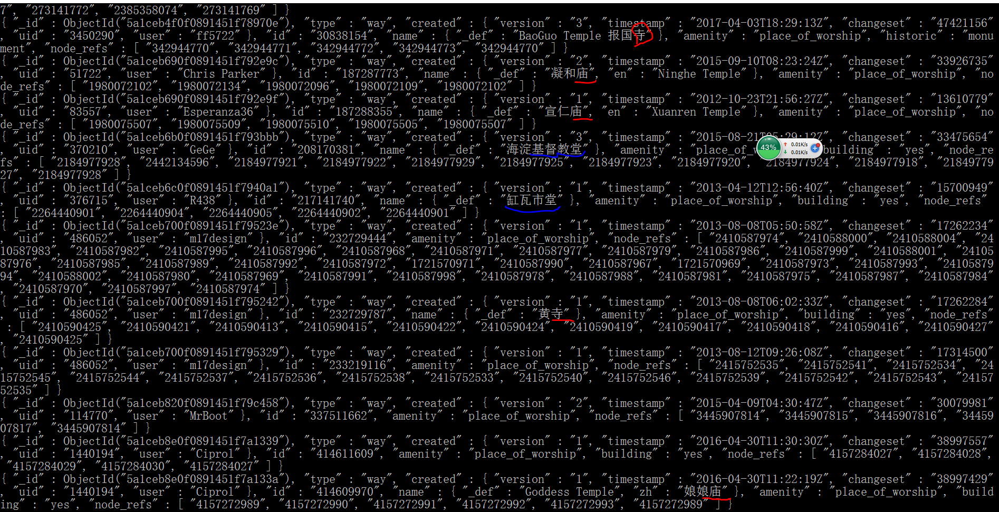 7", "273141772", "2385358074", "273141769" ] }
{ "_id" : ObjectId("5a1ceb4f0f0891451f78970e"), "type" : "way", "created" : { "version" : "3", "timestamp" : "2017-04-03T18:29:13Z", "changeset" : "47421156"
, "uid" : "3450290", "user" : "ff5722" }, "id" : "30838154", "name" : { "_def" : "BaoGuo Temple 报国寺" }, "amenity" : "place_of_worship", "historic" : "monu
ment", "node_refs" : [ "342944770", "342944771", "342944772", "342944773", "342944770" ] }
{ "_id" : ObjectId("5a1ceb690f0891451f792e9c"), "type" : "way", "created" : { "version" : "2", "timestamp" : "2015-09-10T08:23:24Z", "changeset" : "33926735"
, "uid" : "51722", "user" : "Chris Parker" }, "id" : "187287773", "name" : { "_def" : "凝和庙", "en" : "Ninghe Temple" }, "amenity" : "place_of_worship", "no
de_refs" : [ "1980072102", "1980072134", "1980072096", "1980072109", "1980072102" ] }
{ "_id" : ObjectId("5a1ceb690f0891451f792e9f"), "type" : "way", "created" : { "version" : "1", "timestamp" : "2012-10-23T21:56:27Z", "changeset" : "13610779"
, "uid" : "83557", "user" : "Esperanza36" }, "id" : "187288355", "name" : { "_def" : "宣仁庙", "en" : "Xuanren Temple" }, "amenity" : "place_of_worship", "no
de_refs" : [ "1980075507", "1980075509", "1980075510", "1980075505", "1980075507" ] }
{ "_id" : ObjectId("5a1ceb6b0f0891451f793bbb"), "type" : "way", "created" : { "version" : "3", "timestamp" : "2015-08-21 "changeset" : "33475654"
43% 0.01K/s
0.01K/s
, "uid" : "370210", "user" : "GeGe" }, "id" : "208170381", "name" : { "_def" : "海淀基督教堂" }, "amenity" : "place_of_w building" : "yes", "node_re
fs" : [ "2184977928", "2442134596", "2184977921", "2184977922", "2184977929", "2184977925", "2184977923", "2184977920", "2184977924", "2184977918", "21849779
27", "2184977928" ] }
{ "_id" : ObjectId("5a1ceb6c0f0891451f7940a1"), "type" : "way", "created" : { "version" : "1", "timestamp" : "2013-04-12T12:56:40Z", "changeset" : "15700949"
, "uid" : "376715", "user" : "R438" }, "id" : "217141740", "name" : { "_def" : "缸瓦市堂" }, "amenity" : "place_of_worship", "building" : "yes", "node_refs"
: [ "2264440901", "2264440904", "2264440905", "2264440902", "2264440901" ] }
{ "_id" : ObjectId("5a1ceb700f0891451f79523e"), "type" : "way", "created" : { "version" : "1", "timestamp" : "2013-08-08T05:50:58Z", "changeset" : "17262234"
, "uid" : "486052", "user" : "m17design" }, "id" : "232729444", "amenity" : "place_of_worship", "node_refs" : [ "2410587974", "2410588000", "2410588004", "24
10587983", "2410587982", "2410587995", "2410587996", "2410587968", "2410587971", "2410587977", "2410587979", "2410587986", "2410587999", "2410588001", "24105
87976", "2410587985", "2410587989", "2410587992", "2410587972", "1721570971", "2410587990", "2410587967", "1721570969", "2410587973", "2410587993", "24105879
94", "2410588002", "2410587980", "2410587969", "2410587991", "2410587998", "2410587978", "2410587988", "2410587981", "2410587975", "2410587987", "2410587984"
, "2410587970", "2410587997", "2410587974" ] }
{ "_id" : ObjectId("5a1ceb700f0891451f795242"), "type" : "way", "created" : { "version" : "1", "timestamp" : "2013-08-08T06:02:33Z", "changeset" : "17262284"
, "uid" : "486052", "user" : "m17design" }, "id" : "232729787", "name" : { "_def" : "黄寺" }, "amenity" : "place_of_worship", "building" : "yes", "node_refs"
: [ "2410590425", "2410590421", "2410590413", "2410590415", "2410590422", "2410590424", "2410590419", "2410590417", "2410590418", "2410590416", "2410590427"
, "2410590425" ] }
{ "_id" : ObjectId("5a1ceb700f0891451f795329"), "type" : "way", "created" : { "version" : "1", "timestamp" : "2013-08-12T09:26:08Z", "changeset" : "17314500"
, "uid" : "486052", "user" : "m17design" }, "id" : "233219116", "amenity" : "place_of_worship", "node_refs" : [ "2415752535", "2415752541", "2415752534", "24
15752545", "2415752544", "2415752537", "2415752536", "2415752538", "2415752533", "2415752540", "2415752546", "2415752539", "2415752542", "2415752543", "24157
52535" ] }
{ "_id" : ObjectId("5a1ceb820f0891451f79c458"), "type" : "way", "created" : { "version" : "2", "timestamp" : "2015-04-09T04:30:47Z", "changeset" : "30079981"
, "uid" : "114770", "user" : "MrBoot" }, "id" : "337511662", "amenity" : "place_of_worship", "node_refs" : [ "3445907814", "3445907815", "3445907816", "34459
07817", "3445907814" ] }
{ "_id" : ObjectId("5a1ceb8e0f0891451f7a1339"), "type" : "way", "created" : { "version" : "1", "timestamp" : "2016-04-30T11:30:30Z", "changeset" : "38997557"
, "uid" : "1440194", "user" : "Ciprol" }, "id" : "414611609", "amenity" : "place_of_worship", "building" : "yes", "node_refs" : [ "4157284027", "4157284028",
"4157284029", "4157284030", "4157284027" ] }
{ "_id" : ObjectId("5a1ceb8e0f0891451f7a133a"), "type" : "way", "created" : { "version" : "1", "timestamp" : "2016-04-30T11:22:19Z", "changeset" : "38997429"
, "uid" : "1440194", "user" : "Ciprol" }, "id" : "414609970", "name" : { "_def" : "Goddess Temple", "zh" : "娘娘庙" }, "amenity" : "place_of_worship", "build
ing" : "yes", "node_refs" : [ "4157272989", "4157272990", "4157272991", "4157272992", "4157272993", "4157272989" ] }